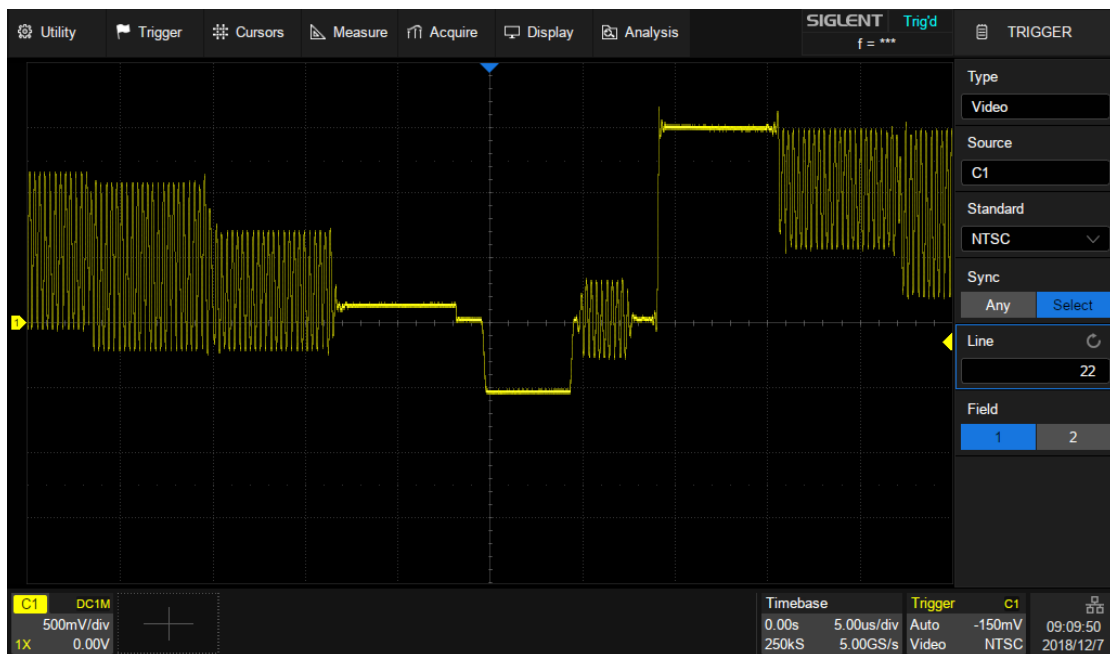 Utility Trigger Cursors Measure Acquire Display Analysis
SIGLENT Trig'd
f = ***
TRIGGER
Type
Video
Source
C1
Standard
NTSC
Sync
Any Select
Line
22
Field
1 2
1
C1 DC1M
500mV/div
1X 0.00V
Timebase
0.00s 5.00us/div
250kS 5.00GS/s
Trigger C1
Auto -150mV
Video NTSC
09:09:50
2018/12/7